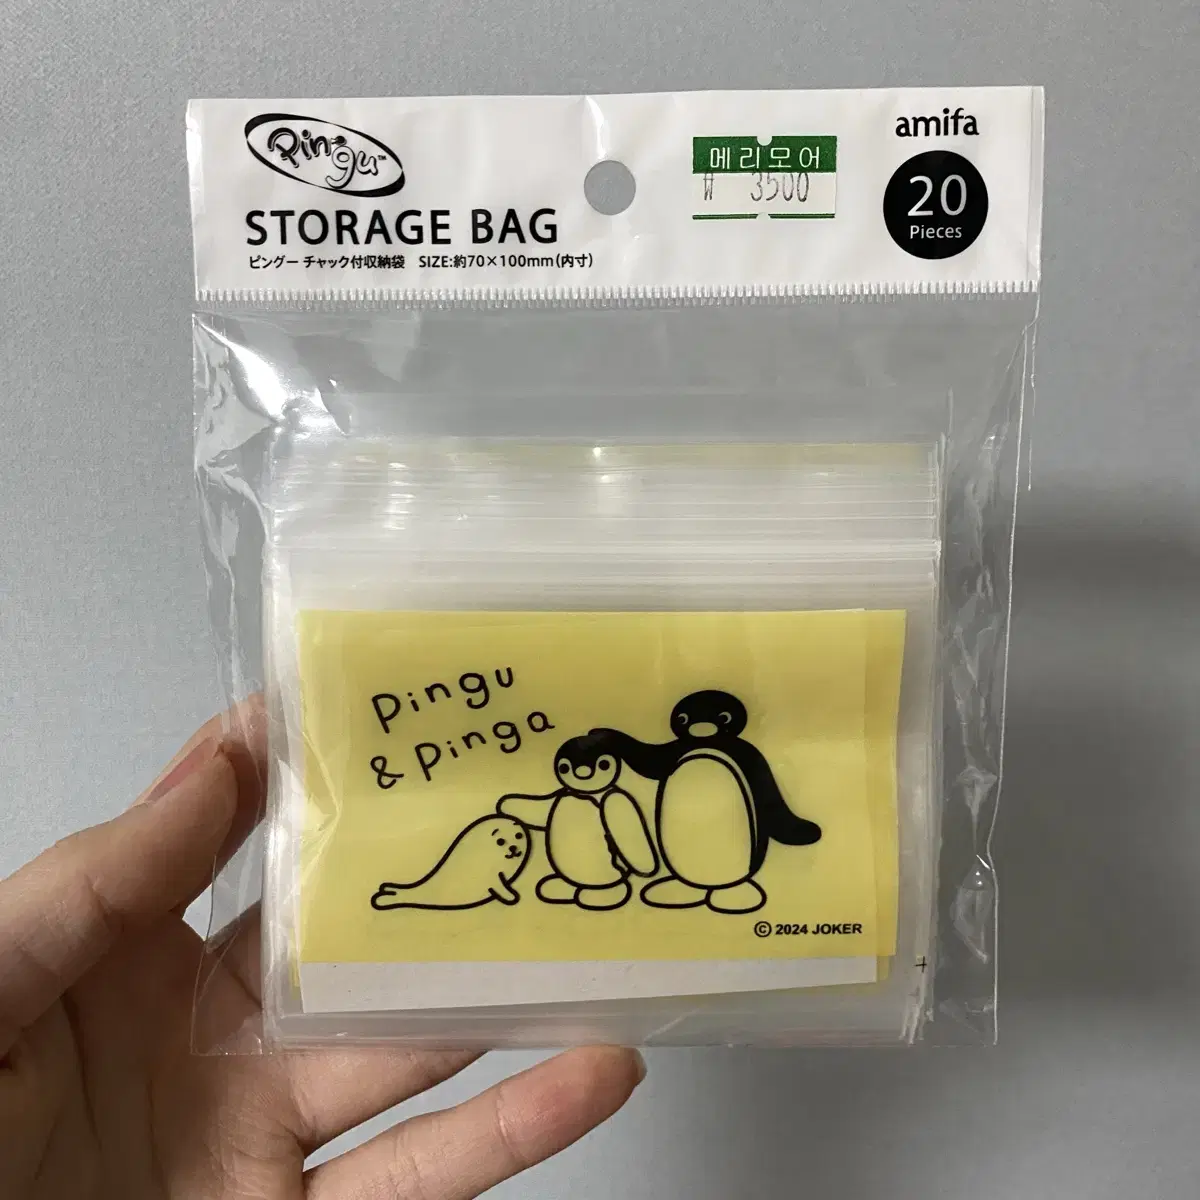 Pingu™
STORAGE BAG
ピングー チャック付収納袋 SIZE:約70×100mm(内寸)
메리모어
₩ 3500
amifa
20
Pieces
Pingu
& Pinga
© 2024 JOKER